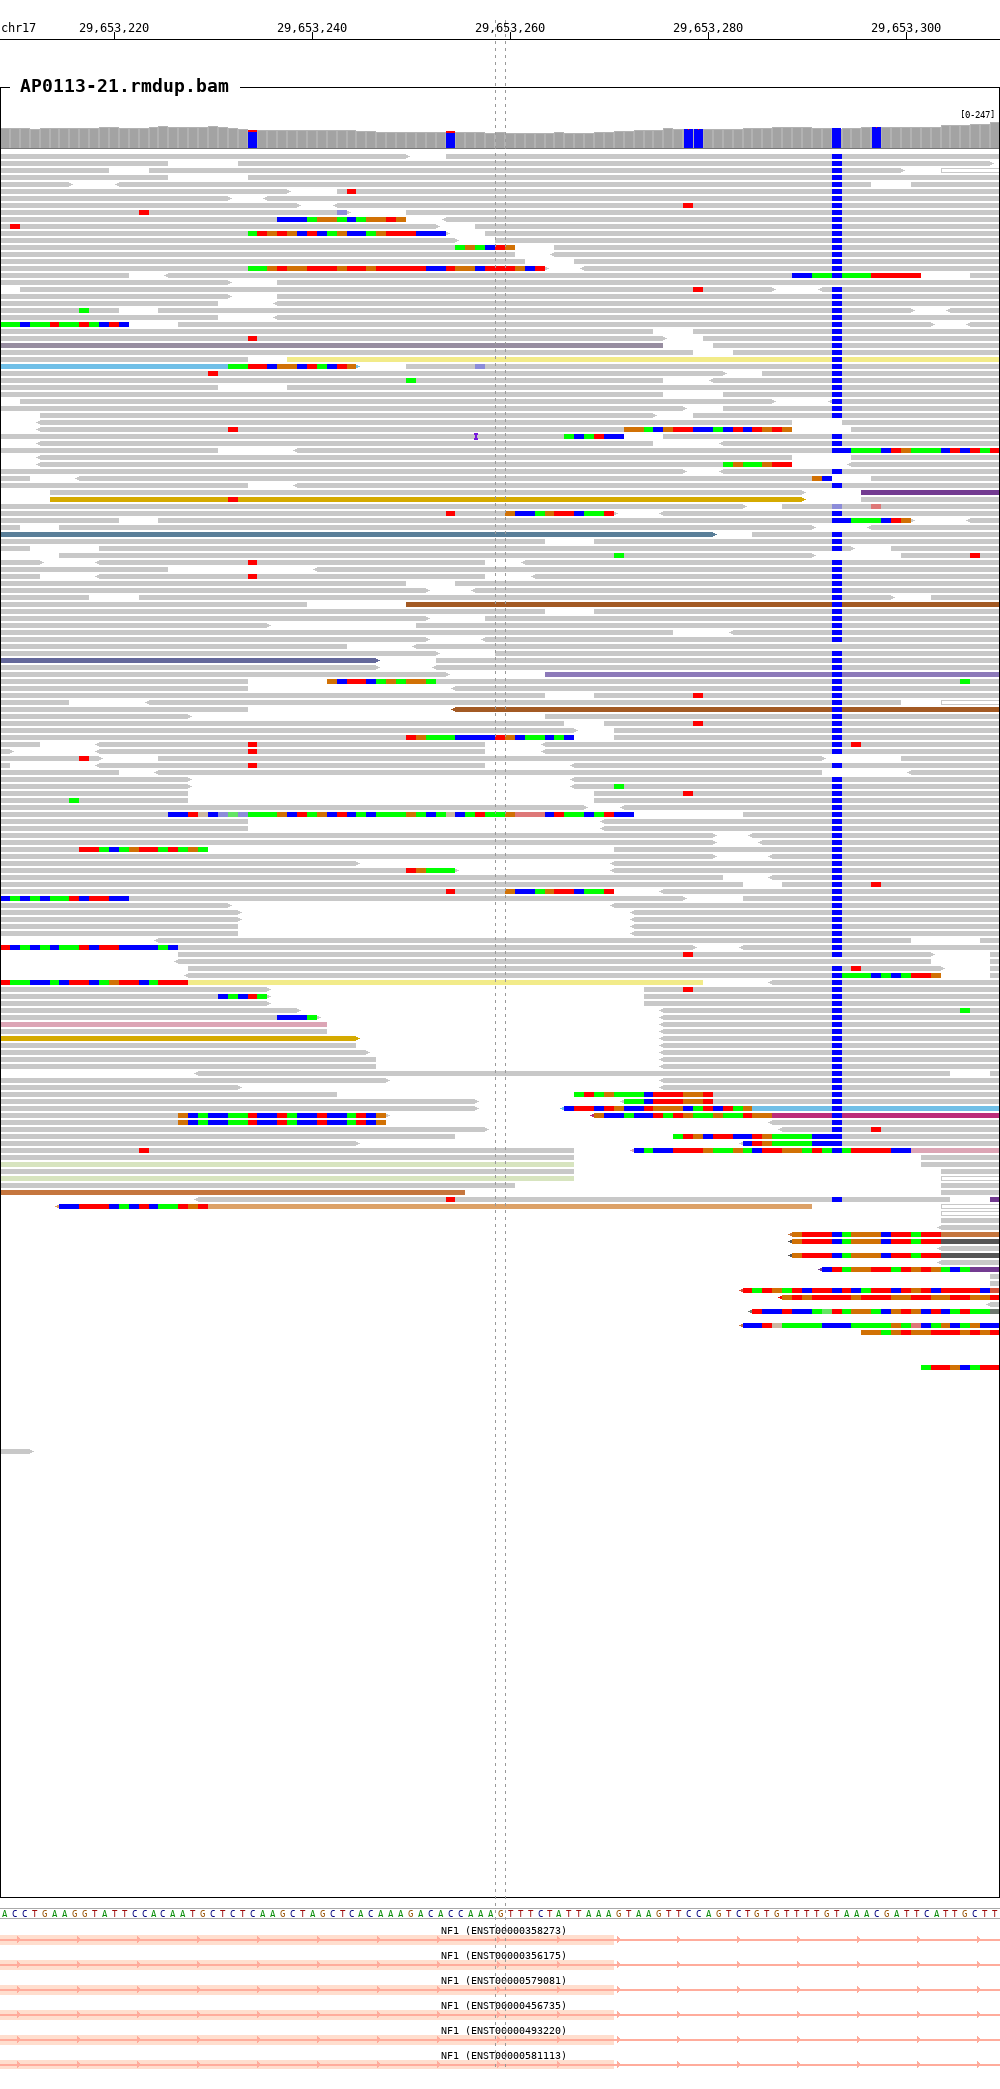 chr17 29,653,220 29,653,240 29,653,260 29,653,280 29,653,300
AP0113-21.rmdup.bam
[0-247]
ACCTGAAGGTATTCCACAATGCTCTCAAGCTAGCTCACAAAGACACCAAAGTTTCTATTAAAGTAAGTTCCAGTCTGTGTTTTGTAAACGATTCATTGCTT
NF1 (ENST00000358273)
NF1 (ENST00000356175)
NF1 (ENST00000579081)
NF1 (ENST00000456735)
NF1 (ENST00000493220)
NF1 (ENST00000581113)